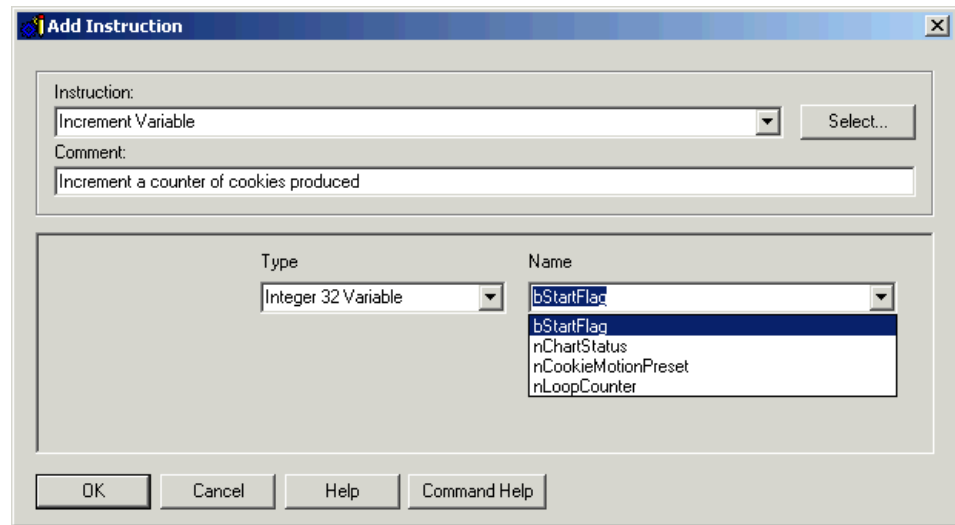 Add Instruction
Instruction:
Increment Variable
Select...
Comment:
Increment a counter of cookies produced
Type Name
Integer 32 Variable bStartFlag
bStartFlag
nChartStatus
nCookieMotionPreset
nLoopCounter
OK Cancel Help Command Help